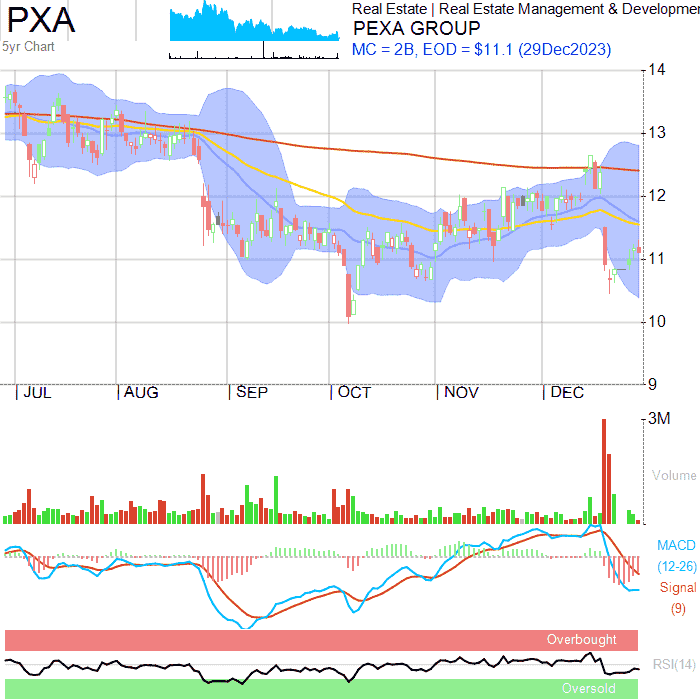 PXA
5yr Chart
Real Estate | Real Estate Management & Developmen
PEXA GROUP
MC = 2B, EOD = $11.1 (29Dec2023)
14
13
12
11
10
9
JUL AUG SEP OCT NOV DEC
3M
Volume
MACD
(12-26)
Signal
(9)
Overbought
RSI(14)
Oversold